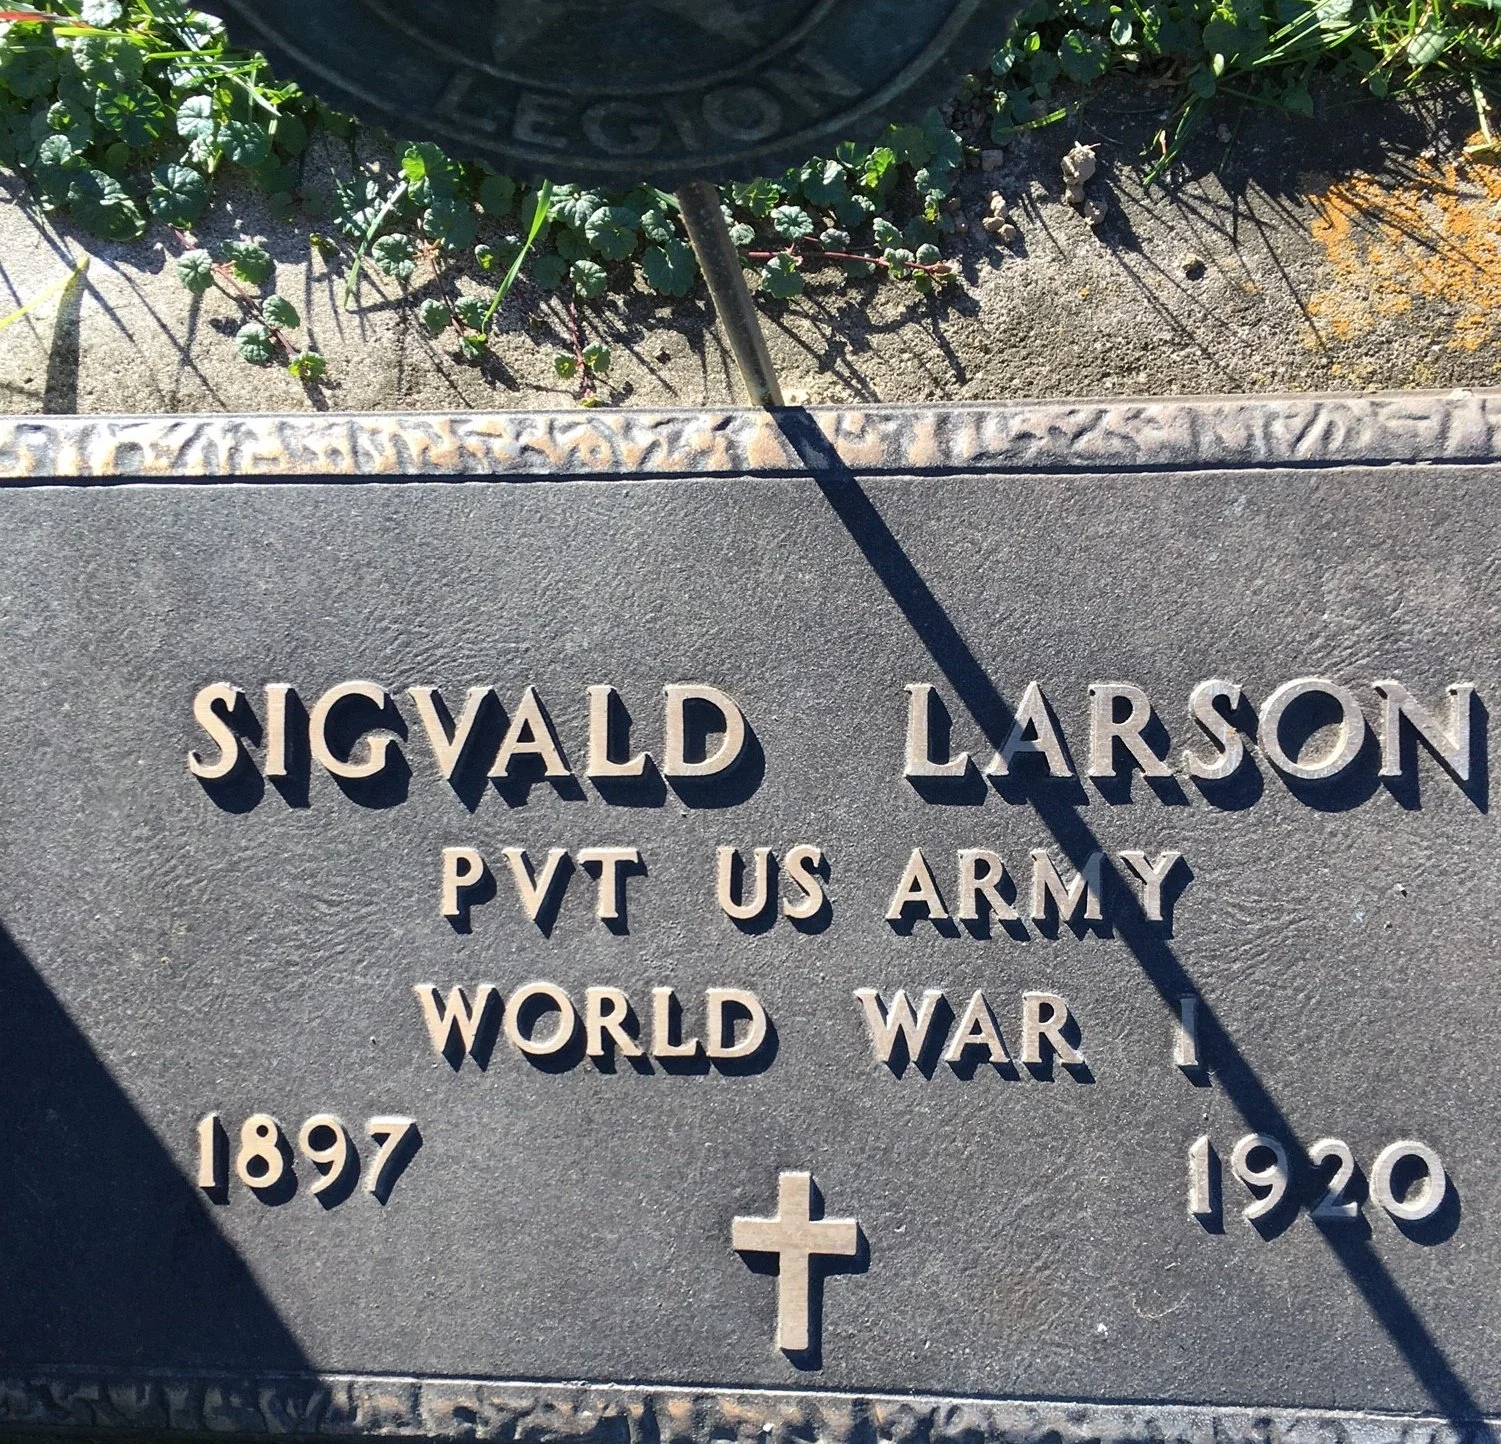 LEGION
SIGVALD LARSON
PVT US ARMY
WORLD WAR I
1897 1920